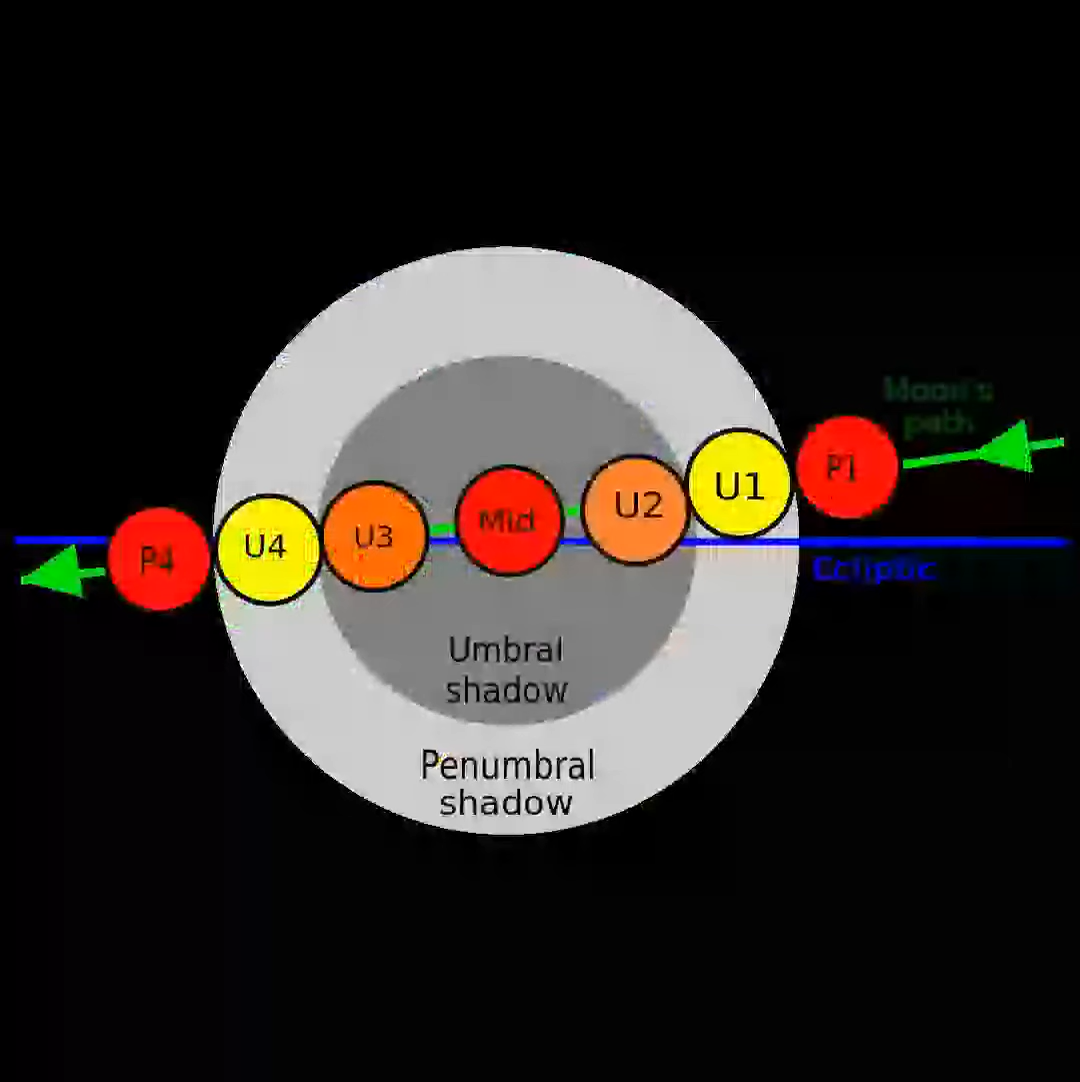 Moon's
path
P1
U1
U2
Mid
U3
U4
P4
Ecliptic
Umbral
shadow
Penumbral
shadow